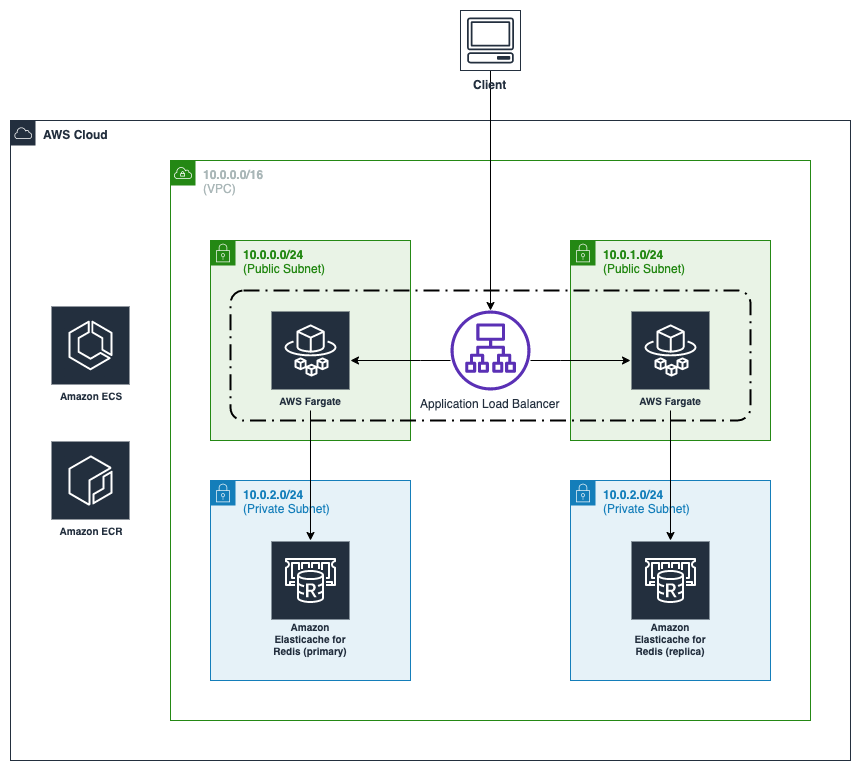 Client
AWS Cloud
10.0.0.0/16
(VPC)
10.0.0.0/24
(Public Subnet)
10.0.1.0/24
(Public Subnet)
Amazon ECS
AWS Fargate
Application Load Balancer
AWS Fargate
Amazon ECR
10.0.2.0/24
(Private Subnet)
10.0.2.0/24
(Private Subnet)
R
Amazon
Elasticache for
Redis (primary)
R
Amazon
Elasticache for
Redis (replica)